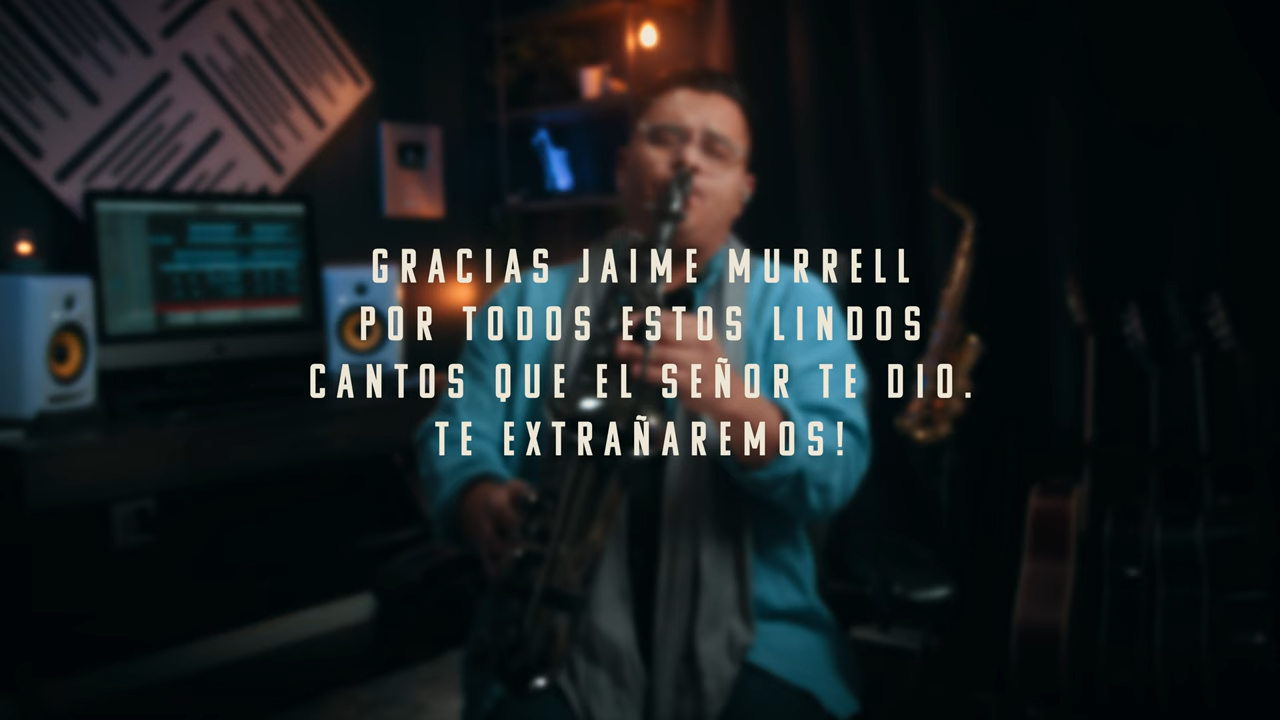 GRACIAS JAIME MURRELL
POR TODOS ESTOS LINDOS
CANTOS QUE EL SEÑOR TE DIO.
TE EXTRAÑAREMOS!